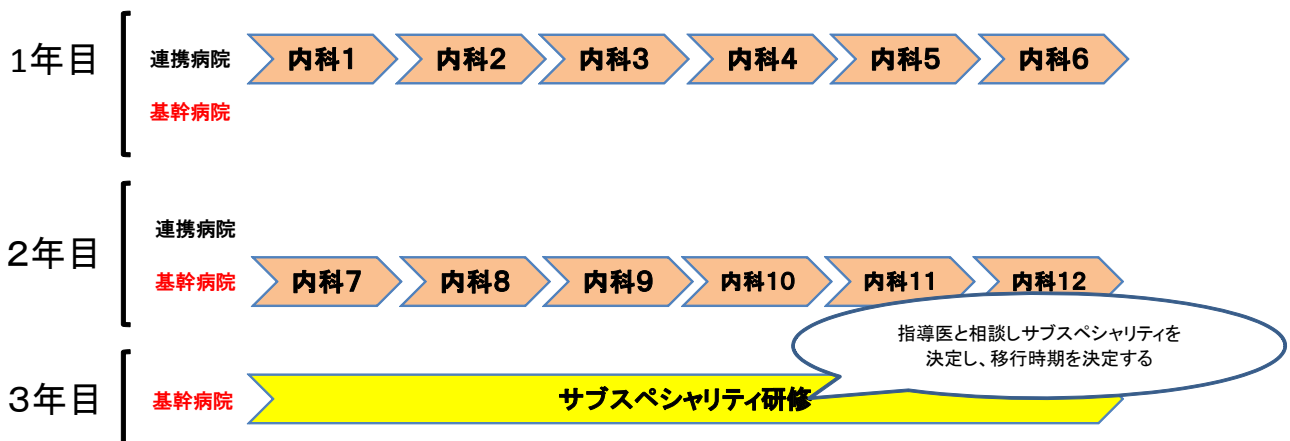 1年目
連携病院
内科1
内科2
内科3
内科4
内科5
内科6
基幹病院
2年目
連携病院
基幹病院
内科7
内科8
内科9
内科10
内科11
内科12
指導医と相談しサブスペシャリティを
決定し、移行時期を決定する
3年目
基幹病院
サブスペシャリティ研修